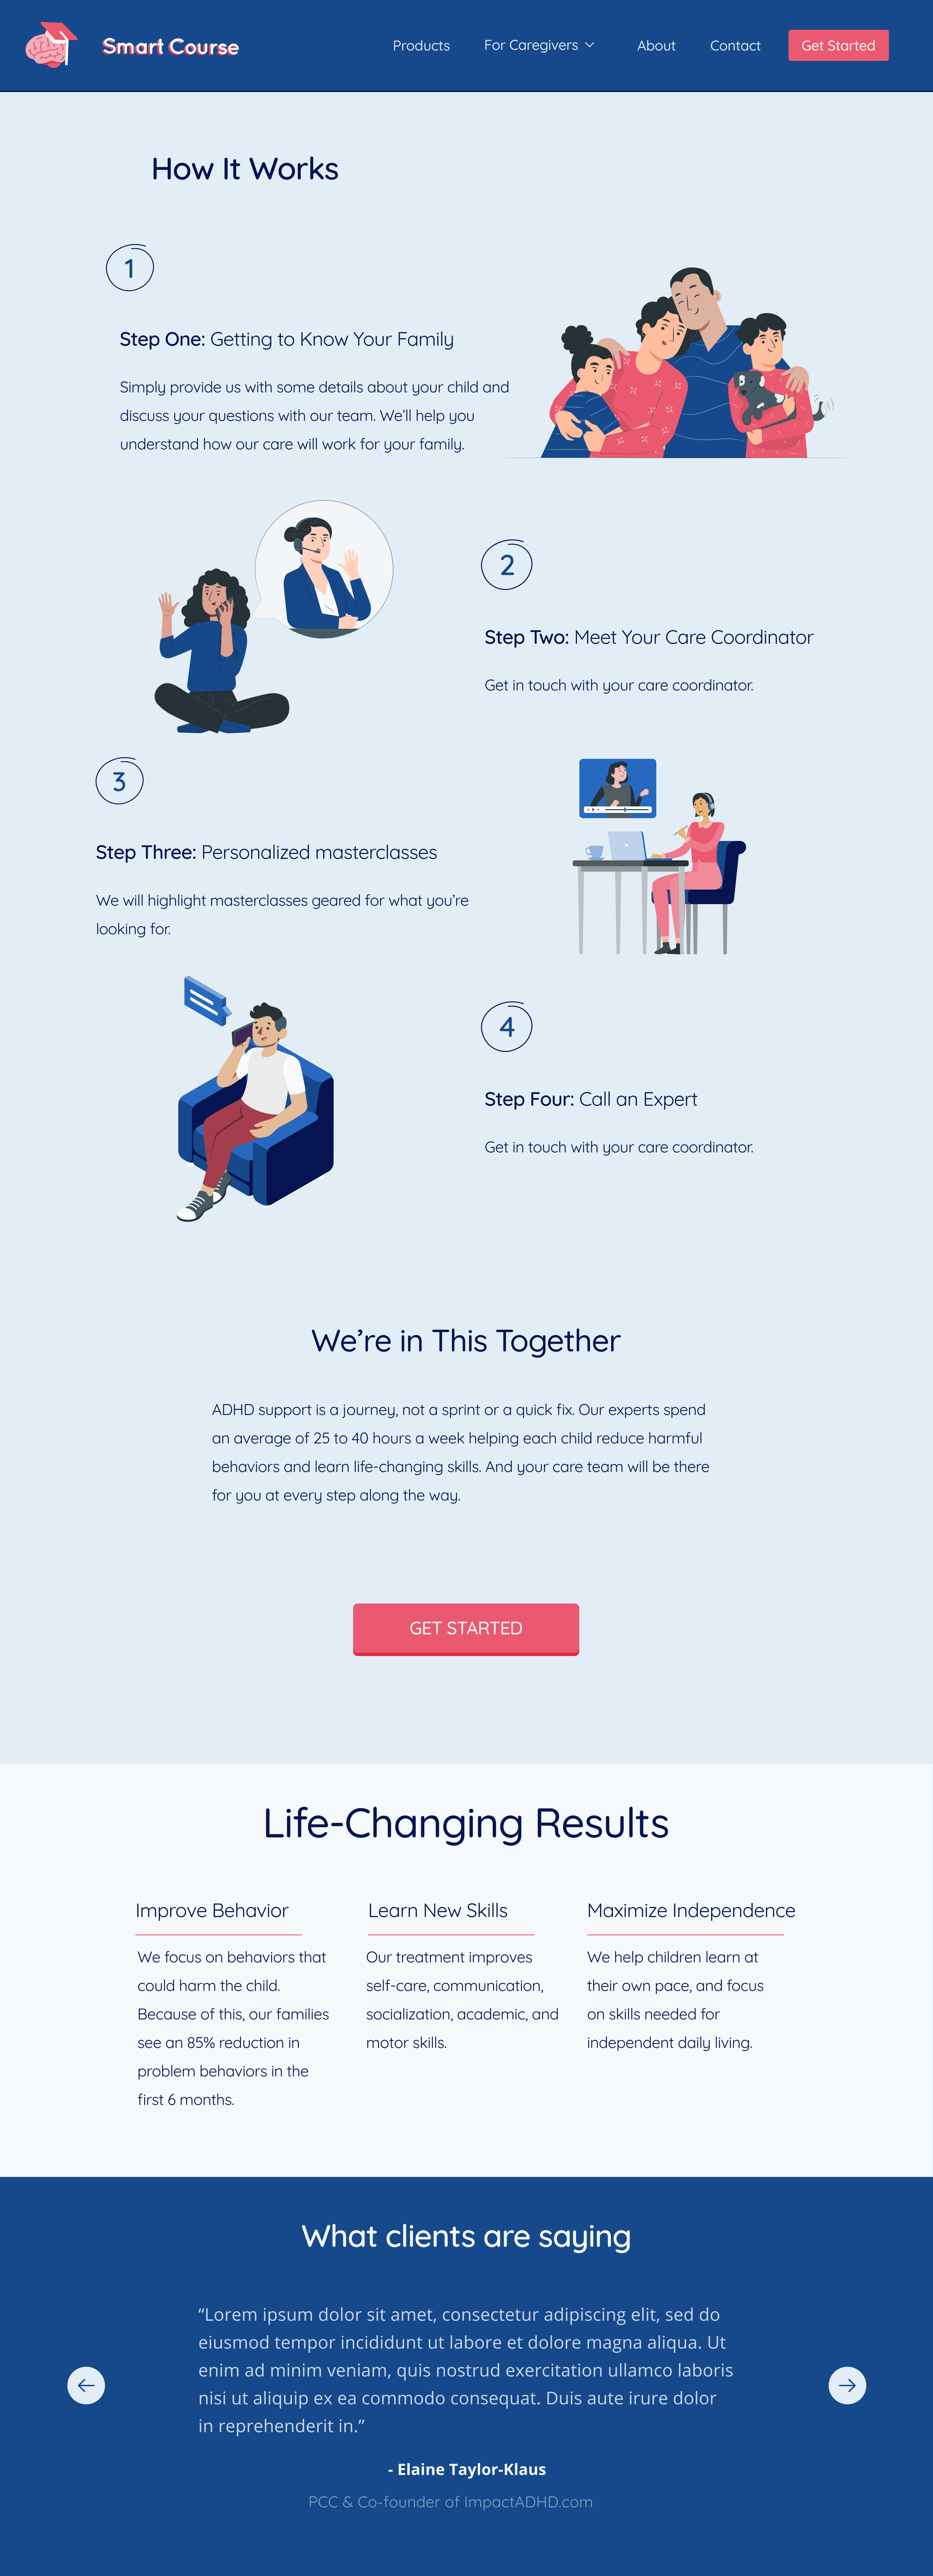 Smart Course
Products
For Caregivers
About
Contact
Get Started
How It Works
1
Step One: Getting to Know Your Family
Simply provide us with some details about your child and
discuss your questions with our team. We’ll help you
understand how our care will work for your family.
2
Step Two: Meet Your Care Coordinator
Get in touch with your care coordinator.
3
Step Three: Personalized masterclasses
We will highlight masterclasses geared for what you’re
looking for.
4
Step Four: Call an Expert
Get in touch with your care coordinator.
We’re in This Together
ADHD support is a journey, not a sprint or a quick fix. Our experts spend
an average of 25 to 40 hours a week helping each child reduce harmful
behaviors and learn life-changing skills. And your care team will be there
for you at every step along the way.
GET STARTED
Life-Changing Results
Improve Behavior
We focus on behaviors that
could harm the child.
Because of this, our families
see an 85% reduction in
problem behaviors in the
first 6 months.
Learn New Skills
Our treatment improves
self-care, communication,
socialization, academic, and
motor skills.
Maximize Independence
We help children learn at
their own pace, and focus
on skills needed for
independent daily living.
What clients are saying
“Lorem ipsum dolor sit amet, consectetur adipiscing elit, sed do
eiusmod tempor incididunt ut labore et dolore magna aliqua. Ut
enim ad minim veniam, quis nostrud exercitation ullamco laboris
nisi ut aliquip ex ea commodo consequat. Duis aute irure dolor
in reprehenderit in.”
- Elaine Taylor-Klaus
PCC & Co-founder of ImpactADHD.com